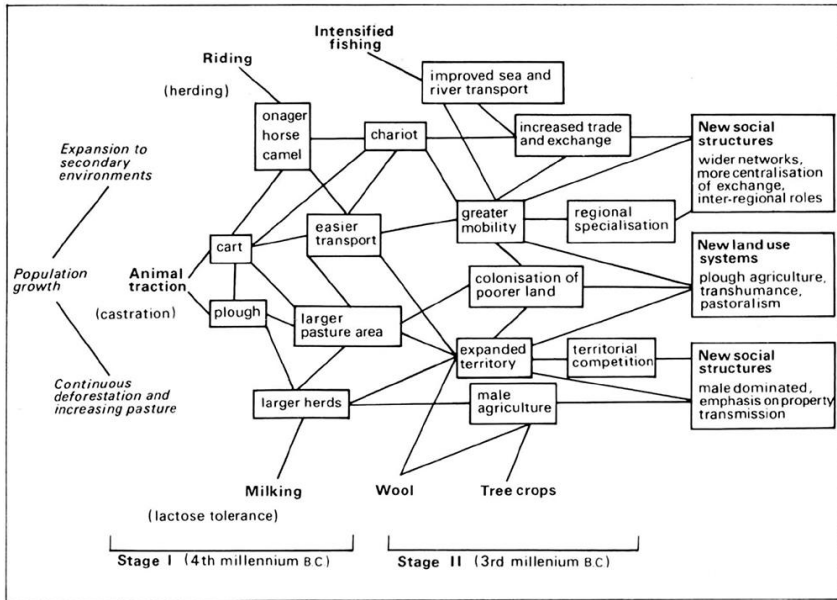 Intensified
fishing
Riding
(herding)
improved sea and
river transport
onager
horse
camel
chariot
increased trade
and exchange
New social
structures
wider networks,
more centralisation
of exchange,
inter-regional roles
Expansion to
secondary
environments
easier
transport
greater
mobility
regional
specialisation
cart
New land use
systems
plough agriculture,
transhumance,
pastoralism
Population
growth
Animal
traction
(castration)
plough
larger
pasture area
colonisation of
poorer land
expanded
territory
territorial
competition
New social
structures
male dominated,
emphasis on property
transmission
Continuous
deforestation and
increasing pasture
larger herds
male
agriculture
Milking
(lactose tolerance)
Wool
Tree crops
Stage I (4th millennium BC)
Stage II (3rd millenium BC)